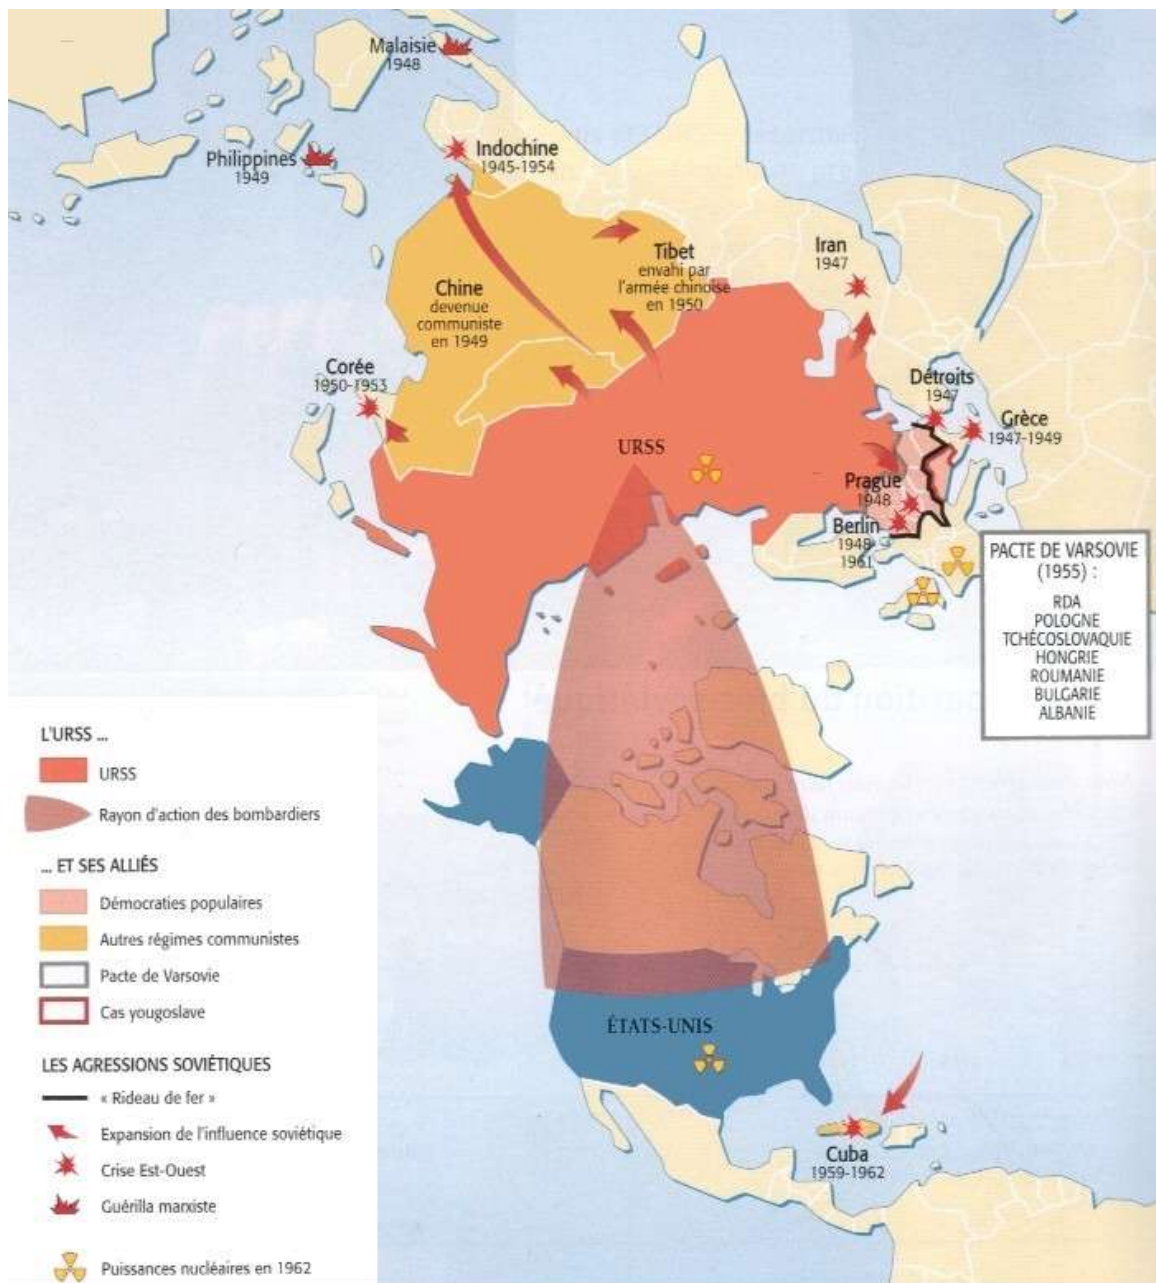 Malaisie
1948
Philippines
1949
Indochine
1945-1954
Tibet
envahi par
l'armée chinoise
en 1950
Iran
1947
Chine
devenue
communiste
en 1949
Corée
1950-1953
Détroits
1947
Grèce
1947-1949
URSS
Prague
1948
Berlin
1948
1961
PACTE DE VARSOVIE
(1955) :
RDA
POLOGNE
TCHÉCOSLOVAQUIE
HONGRIE
ROUMANIE
BULGARIE
ALBANIE
ÉTATS-UNIS
Cuba
1959-1962
L'URSS ...
URSS
Rayon d'action des bombardiers
... ET SES ALLIÉS
Démocraties populaires
Autres régimes communistes
Pacte de Varsovie
Cas yougoslave
LES AGRESSIONS SOVIÉTIQUES
« Rideau de fer »
Expansion de l'influence soviétique
Crise Est-Ouest
Guérilla marxiste
Puissances nucléaires en 1962